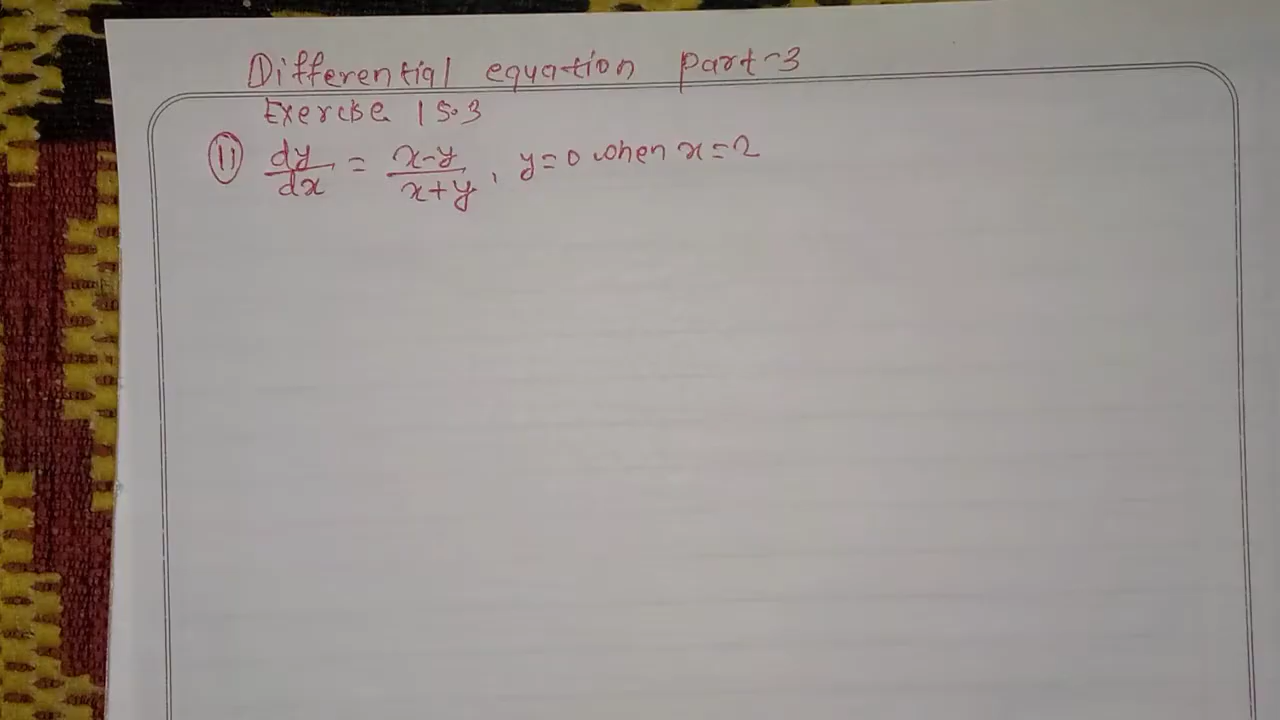 Differential equation part-3
Exercise 15.3
(11) dy/dx = x-y/x+y, y=0 when x=2